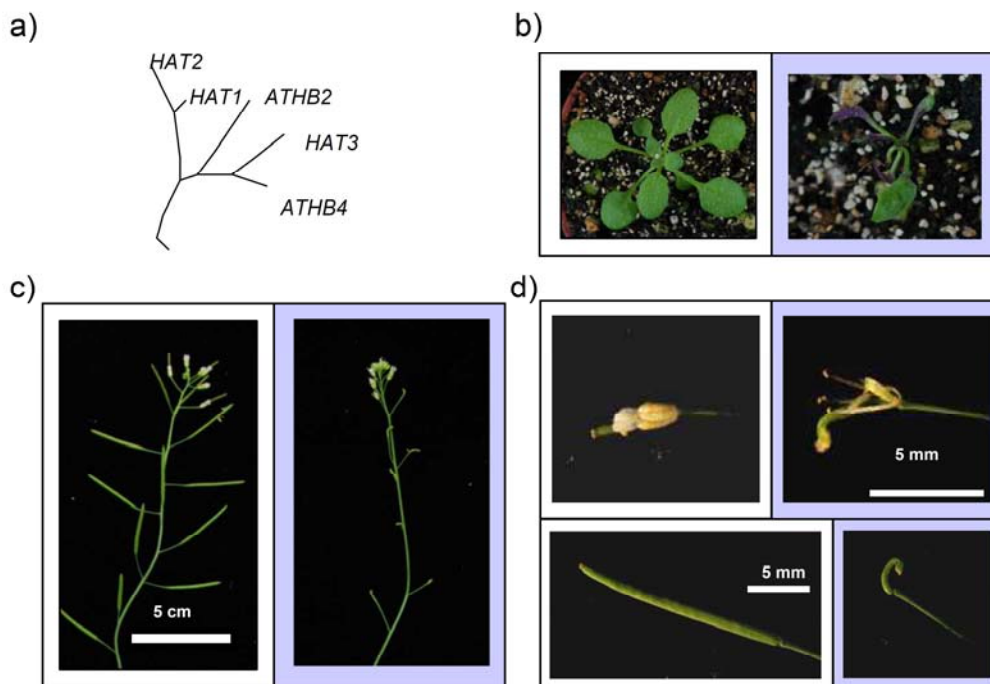 a)
HAT2
HAT1 ATHB2
HAT3
ATHB4
b)
c)
5 cm
d)
5 mm
5 mm